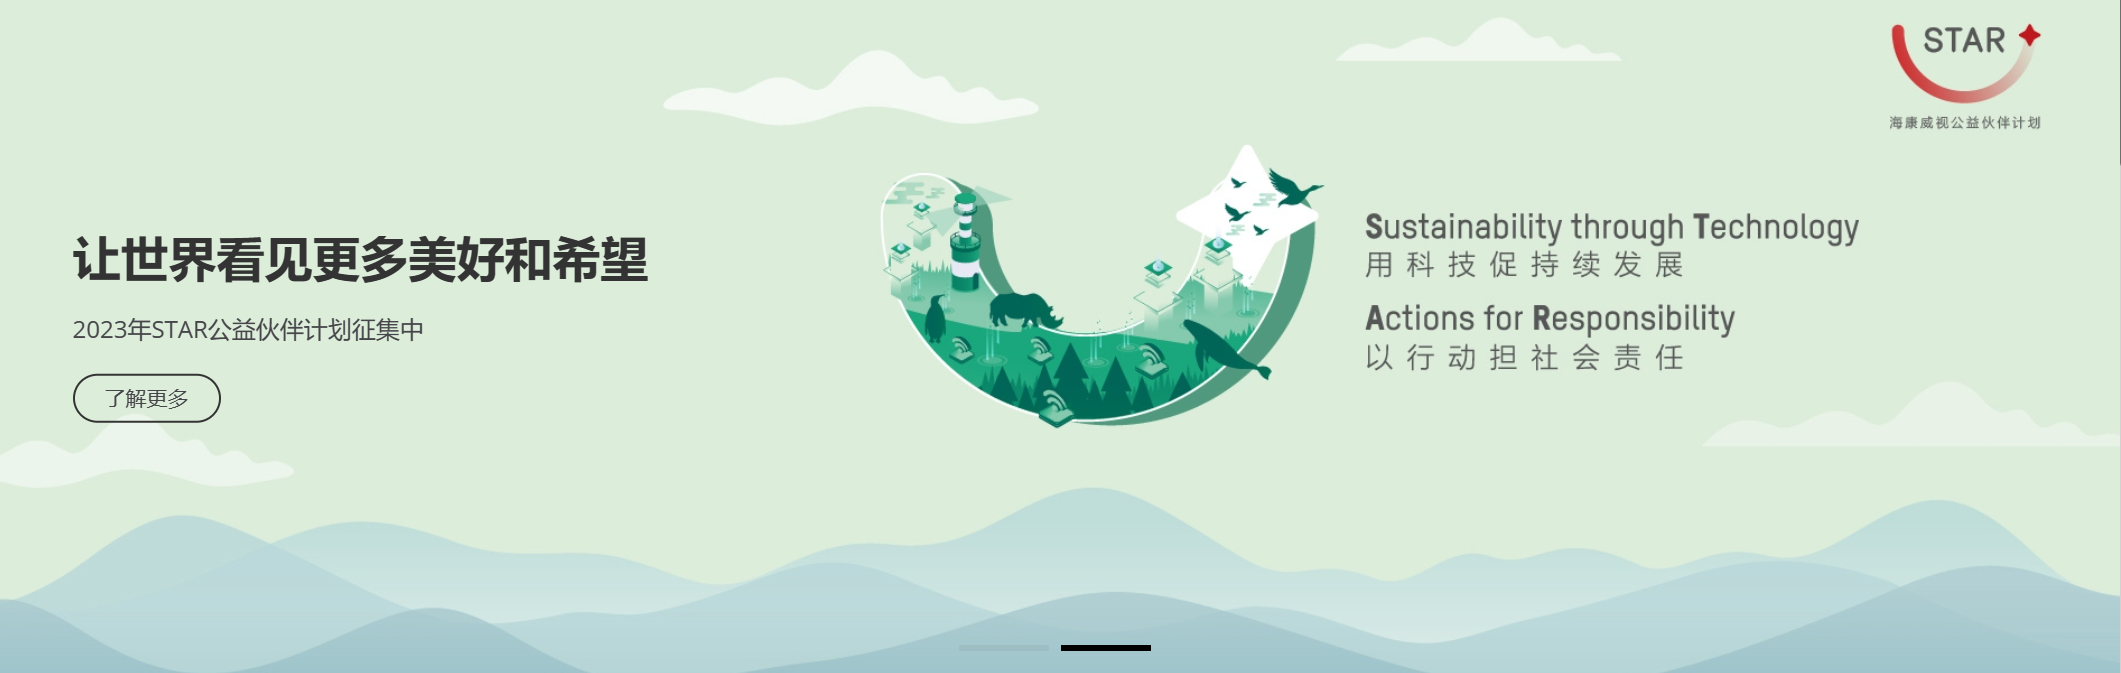 STAR
海康威视公益伙伴计划
让世界看见更多美好和希望
2023年STAR公益伙伴计划征集中
了解更多
Sustainability through Technology
用科技促持续发展
Actions for Responsibility
以行动担社会责任